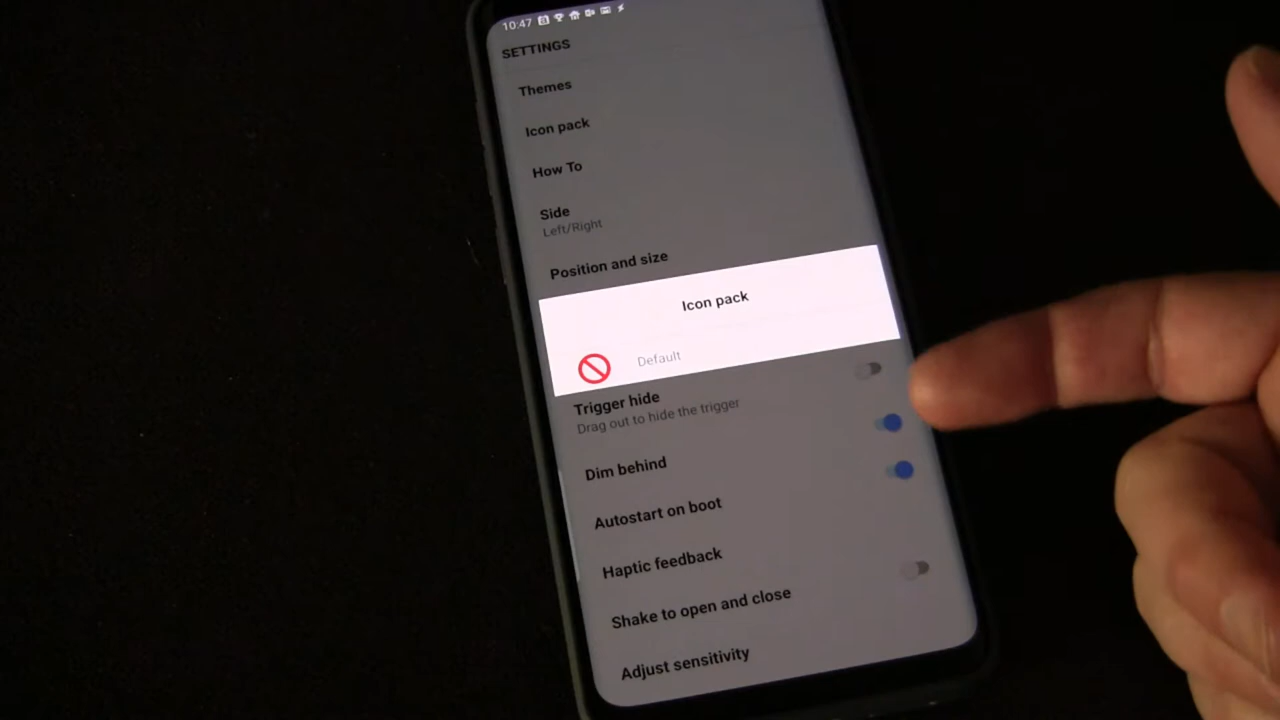 10:47
SETTINGS
Themes
Icon pack
How To
Side
Left/Right
Position and size
Icon pack
Default
Trigger hide
Drag out to hide the trigger
Dim behind
Autostart on boot
Haptic feedback
Shake to open and close
Adjust sensitivity